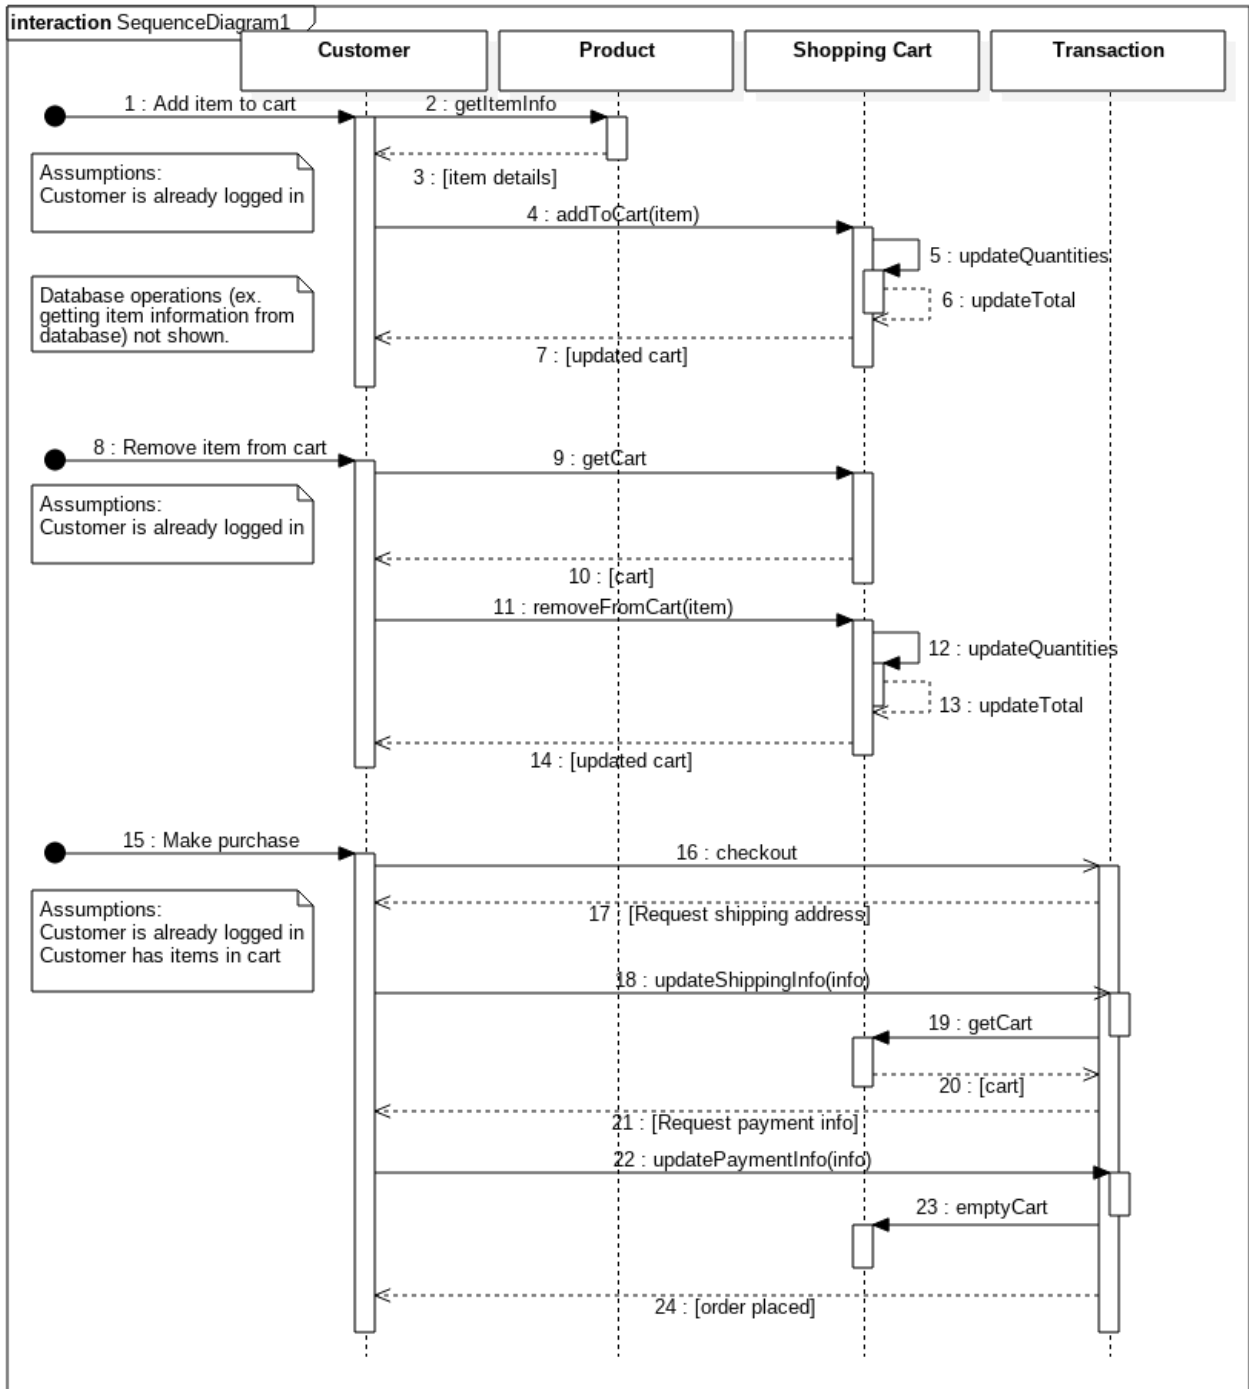 interaction SequenceDiagram1
Customer
Product
Shopping Cart
Transaction
1 : Add item to cart
2 : getItemInfo
Assumptions:
Customer is already logged in
3 : [item details]
4 : addToCart(item)
5 : updateQuantities
Database operations (ex.
getting item information from
database) not shown.
6 : updateTotal
7 : [updated cart]
8 : Remove item from cart
9 : getCart
Assumptions:
Customer is already logged in
10 : [cart]
11 : removeFromCart(item)
12 : updateQuantities
13 : updateTotal
14 : [updated cart]
15 : Make purchase
16 : checkout
Assumptions:
Customer is already logged in
Customer has items in cart
17 : [Request shipping address]
18 : updateShippingInfo(info)
19 : getCart
20 : [cart]
21 : [Request payment info]
22 : updatePaymentInfo(info)
23 : emptyCart
24 : [order placed]